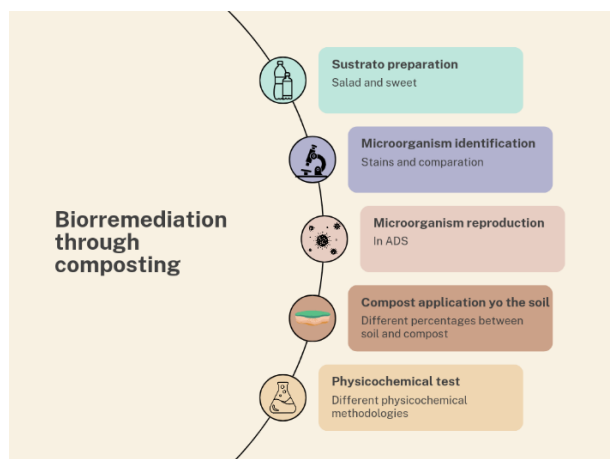 Biorremediation
through
composting
Sustrato preparation
Salad and sweet
Microorganism identification
Stains and comparation
Microorganism reproduction
In ADS
Compost application yo the soil
Different percentages between
soil and compost
Physicochemical test
Different physicochemical
methodologies